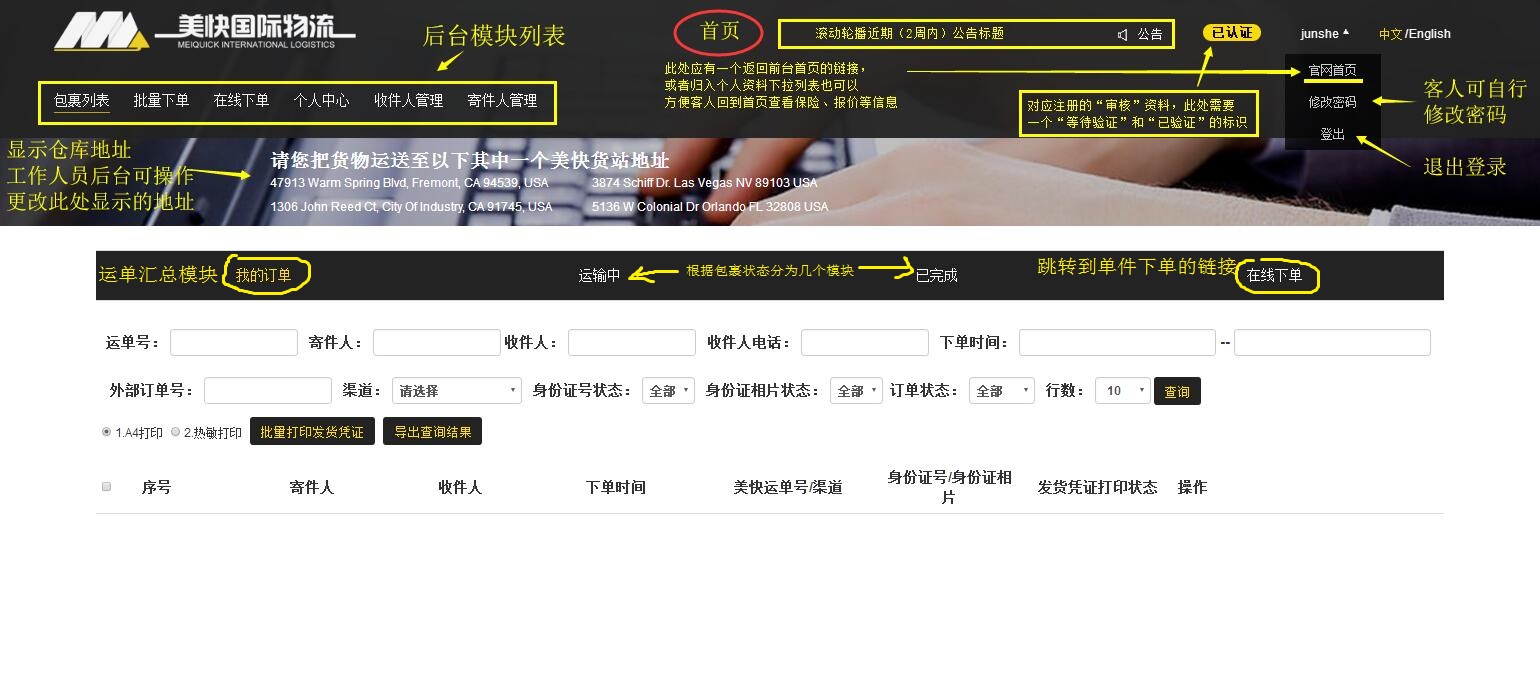 美快国际物流
MEIQUICK INTERNATIONAL LOGISTICS
后台模块列表
首页
滚动轮播近期（2周内）公告标题
公告
已认证
junshe
中文/English
此处应有一个返回前台首页的链接，
或者归入个人资料下拉列表也可以
方便客人回到首页查看保险、报价等信息
官网首页
修改密码
登出
客人可自行
修改密码
退出登录
包裹列表 批量下单 在线下单 个人中心 收件人管理 寄件人管理
对应注册的“审核”资料，此处需要
一个“等待验证”和“已验证”的标识
显示仓库地址
工作人员后台可操作
更改此处显示的地址
请您把货物运送至以下其中一个美快货站地址
47913 Warm Spring Blvd, Fremont, CA 94539, USA
3874 Schiff Dr. Las Vegas NV 89103 USA
1306 John Reed Ct, City Of Industry, CA 91745, USA
5136 W Colonial Dr Orlando FL 32808 USA
运单汇总模块 我的订单 运输中 根据包裹状态分为几个模块 已完成 跳转到单件下单的链接 在线下单
运单号： 寄件人： 收件人： 收件人电话： 下单时间： --
外部订单号： 渠道： 请选择 身份证号状态： 全部 身份证相片状态： 全部 订单状态： 全部 行数： 10 查询
1.A4打印 2.热敏打印 批量打印发货凭证 导出查询结果
序号 寄件人 收件人 下单时间 美快运单号/渠道 身份证号/身份证相
片 发货凭证打印状态 操作